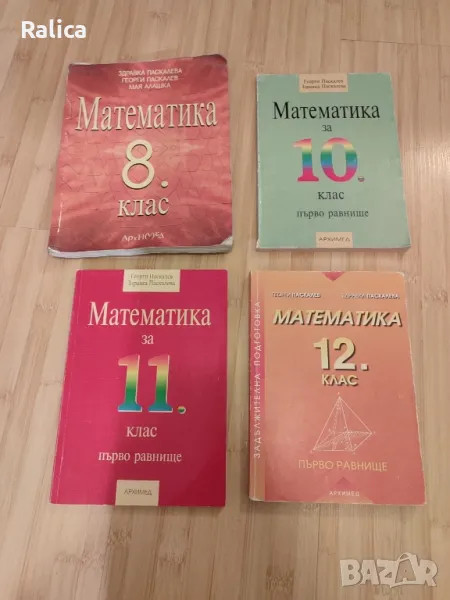 Ralica
ЗДРАВКА ПАСКАЛЕВА
ГЕОРГИ ПАСКАЛЕВ
МАЯ АЛАШКА
Математика
8.
клас
Архимед
Георги Паскалев
Здравка Паскалева
Математика
за
10.
клас
първо равнище
АРХИМЕД
Георги Паскалев
Здравка Паскалева
Математика
за
11.
клас
първо равнище
АРХИМЕД
ГЕОРГИ ПАСКАЛЕВ ЗДРАВКА ПАСКАЛЕВА
МАТЕМАТИКА
12.
КЛАС
ЗАДЪЛЖИТЕЛНА ПОДГОТОВКА
ПЪРВО РАВНИЩЕ
АРХИМЕД
bazar